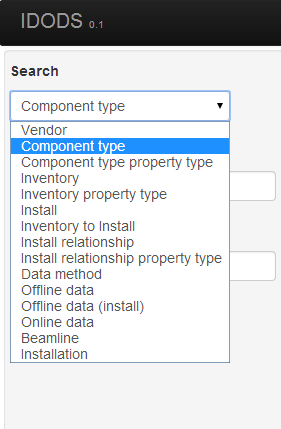 IDODS 0.1
Search
Component type
Vendor
Component type
Component type property type
Inventory
Inventory property type
Install
Inventory to Install
Install relationship
Install relationship property type
Data method
Offline data
Offline data (install)
Online data
Beamline
Installation